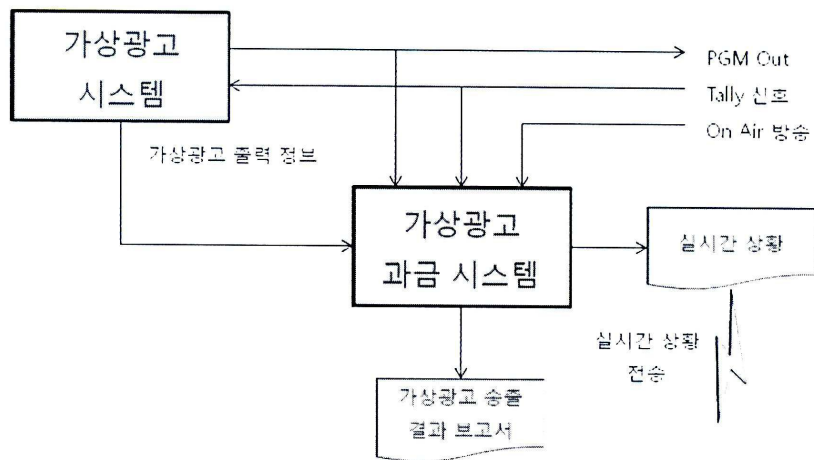 가상광고
시스템
PGM Out
Tally 신호
On Air 방송
가상광고 출력 정보
가상광고
과금 시스템
실시간 상황
실시간 상황
전송
가상광고 송출
결과 보고서